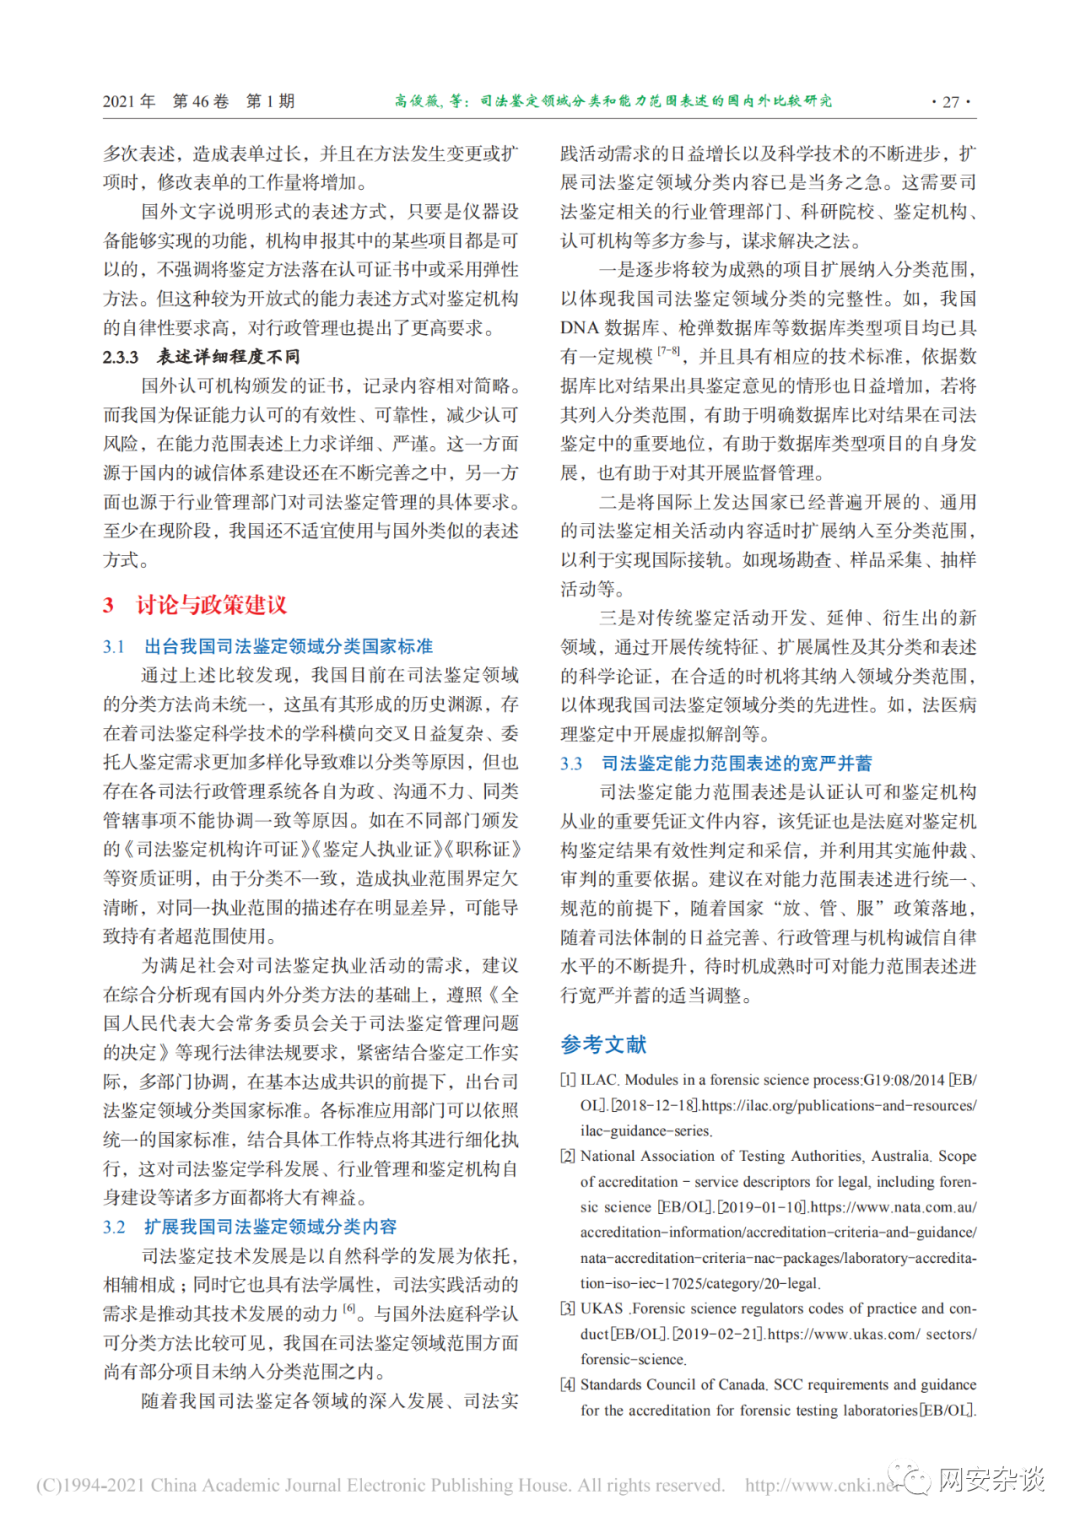 2021 年　第 46 卷　第 1 期
高俊薇, 等: 司法鉴定领域分类和能力范围表述的国内外比较研究
· 27 ·
多次表述，造成表单过长，并且在方法发生变更或扩
项时，修改表单的工作量将增加。
国外文字说明形式的表述方式，只要是仪器设
备能够实现的功能，机构申报其中的某些项目都是可
以的，不强调将鉴定方法落在认可证书中或采用弹性
方法。但这种较为开放式的能力表述方式对鉴定机构
的自律性要求高，对行政管理也提出了更高要求。
2.3.3 表述详细程度不同
国外认可机构颁发的证书，记录内容相对简略。
而我国为保证能力认可的有效性、可靠性，减少认可
风险，在能力范围表述上力求详细、严谨。这一方面
源于国内的诚信体系建设还在不断完善之中，另一方
面也源于行业管理部门对司法鉴定管理的具体要求。
至少在现阶段，我国还不适宜使用与国外类似的表述
方式。
3 讨论与政策建议
3.1 出台我国司法鉴定领域分类国家标准
通过上述比较发现，我国目前在司法鉴定领域
的分类方法尚未统一，这虽有其形成的历史渊源，存
在着司法鉴定科学技术的学科横向交叉日益复杂、委
托人鉴定需求更加多样化导致难以分类等原因，但也
存在各司法行政管理系统各自为政、沟通不力、同类
管辖事项不能协调一致等原因。如在不同部门颁发
的《司法鉴定机构许可证》《鉴定人执业证》《职称证》
等资质证明，由于分类不一致，造成执业范围界定欠
清晰，对同一执业范围的描述存在明显差异，可能导
致持有者超范围使用。
为满足社会对司法鉴定执业活动的需求，建议
在综合分析现有国内外分类方法的基础上，遵照《全
国人民代表大会常务委员会关于司法鉴定管理问题
的决定》等现行法律法规要求，紧密结合鉴定工作实
际，多部门协调，在基本达成共识的前提下，出台司
法鉴定领域分类国家标准。各标准应用部门可以依照
统一的国家标准，结合具体工作特点将其进行细化执
行，这对司法鉴定学科发展、行业管理和鉴定机构自
身建设等诸多方面都将大有裨益。
3.2 扩展我国司法鉴定领域分类内容
司法鉴定技术发展是以自然科学的发展为依托，
相辅相成；同时它也具有法学属性，司法实践活动的
需求是推动其技术发展的动力 [6]。与国外法庭科学认
可分类方法比较可见，我国在司法鉴定领域范围方面
尚有部分项目未纳入分类范围之内。
随着我国司法鉴定各领域的深入发展、司法实
践活动需求的日益增长以及科学技术的不断进步，扩
展司法鉴定领域分类内容已是当务之急。这需要司
法鉴定相关的行业管理部门、科研院校、鉴定机构、
认可机构等多方参与，谋求解决之法。
一是逐步将较为成熟的项目扩展纳入分类范围，
以体现我国司法鉴定领域分类的完整性。如，我国
DNA 数据库、枪弹数据库等数据库类型项目均已具
有一定规模 [7-8]，并且具有相应的技术标准，依据数
据库比对结果出具鉴定意见的情形也日益增加，若将
其列入分类范围，有助于明确数据库比对结果在司法
鉴定中的重要地位，有助于数据库类型项目的自身发
展，也有助于对其开展监督管理。
二是将国际上发达国家已经普遍开展的、通用
的司法鉴定相关活动内容适时扩展纳入至分类范围，
以利于实现国际接轨。如现场勘查、样品采集、抽样
活动等。
三是对传统鉴定活动开发、延伸、衍生出的新
领域，通过开展传统特征、扩展属性及其分类和表述
的科学论证，在合适的时机将其纳入领域分类范围，
以体现我国司法鉴定领域分类的先进性。如，法医病
理鉴定中开展虚拟解剖等。
3.3 司法鉴定能力范围表述的宽严并蓄
司法鉴定能力范围表述是认证认可和鉴定机构
从业的重要凭证文件内容，该凭证也是法庭对鉴定机
构鉴定结果有效性判定和采信，并利用其实施仲裁、
审判的重要依据。建议在对能力范围表述进行统一、
规范的前提下，随着国家“放、管、服”政策落地，
随着司法体制的日益完善、行政管理与机构诚信自律
水平的不断提升，待时机成熟时可对能力范围表述进
行宽严并蓄的适当调整。
参考文献
[1] ILAC. Modules in a forensic science process:G19:08/2014 [EB/
OL]. [2018-12-18].https://ilac.org/publications-and-resources/
ilac-guidance-series.
[2] National Association of Testing Authorities, Australia. Scope
of accreditation - service descriptors for legal, including foren-
sic science [EB/OL]. [2019-01-10].https://www.nata.com.au/
accreditation-information/accreditation-criteria-and-guidance/
nata-accreditation-criteria-nac-packages/laboratory-accredita-
tion-iso-iec-17025/category/20-legal.
[3] UKAS .Forensic science regulators codes of practice and con-
duct[EB/OL]. [2019-02-21].https://www.ukas.com/ sectors/
forensic-science.
[4] Standards Council of Canada. SCC requirements and guidance
for the accreditation for forensic testing laboratories[EB/OL].
(C)1994-2021 China Academic Journal Electronic Publishing House. All rights reserved. http://www.cnki.net
网安杂谈